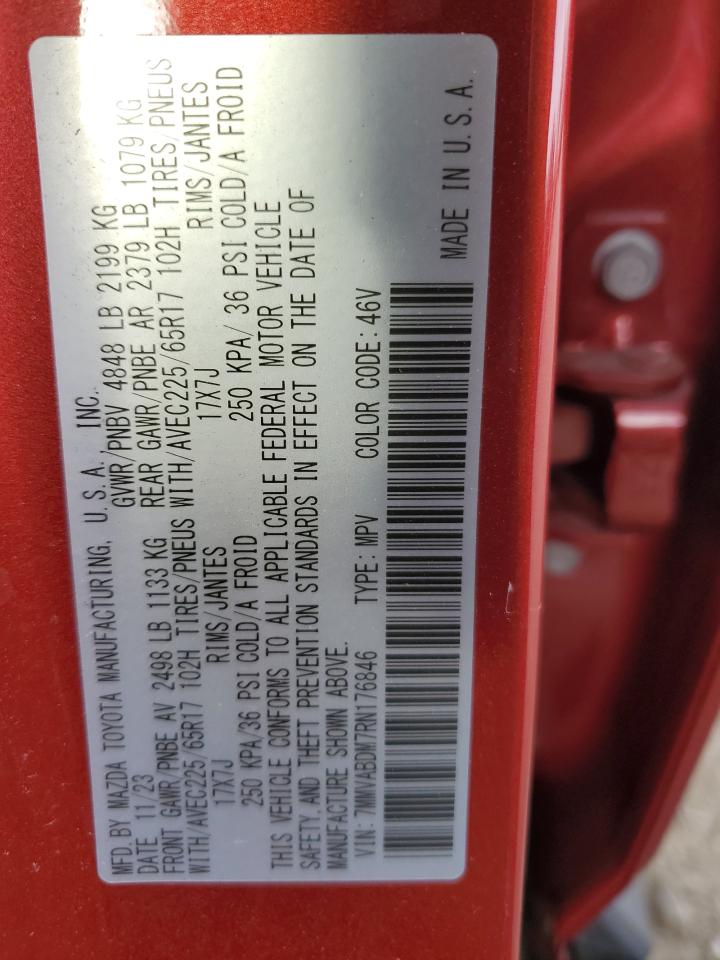 MFD. BY MAZDA TOYOTA MANUFACTURING, U.S.A. INC.
DATE 11/23 GVWR/PNBV 4848 LB 2199 KG
FRONT GAWR/PNBE AV 2498 LB 1133 KG REAR GAWR/PNBE AR 2379 LB 1079 KG
WITH/AVEC225/65R17 102H TIRES/PNEUS WITH/AVEC225/65R17 102H TIRES/PNEUS
17X7J RIMS/JANTES 17X7J RIMS/JANTES
250 KPA/36 PSI COLD/A FROID 250 KPA/ 36 PSI COLD/A FROID
THIS VEHICLE CONFORMS TO ALL APPLICABLE FEDERAL MOTOR VEHICLE
SAFETY AND THEFT PREVENTION STANDARDS IN EFFECT ON THE DATE OF
MANUFACTURE SHOWN ABOVE.
VIN: 7MMVABDM7RN176846 TYPE: MPV COLOR CODE: 46V
MADE IN U.S.A.